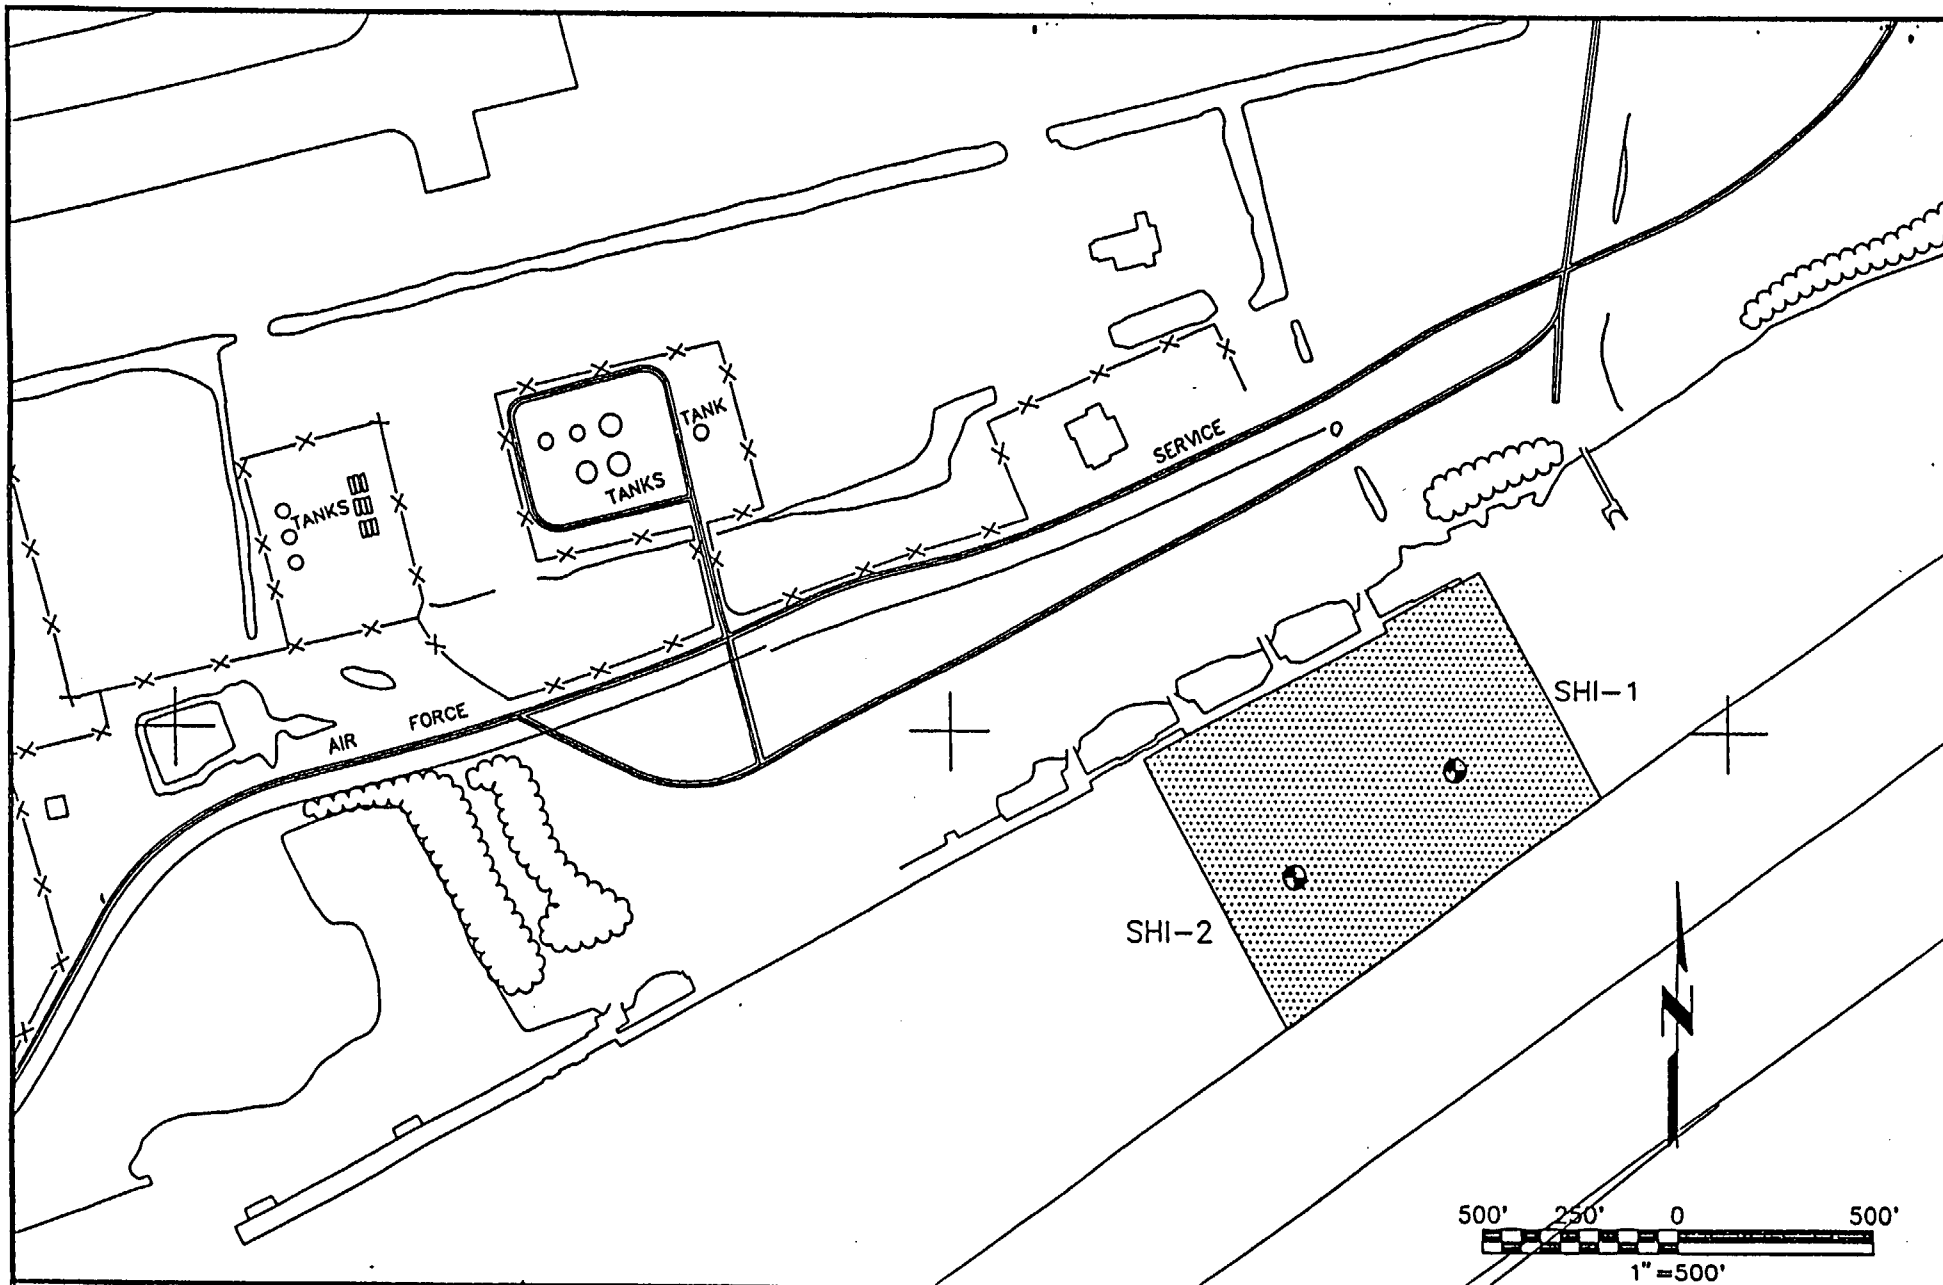 TANK
TANKS
TANKS
SERVICE
AIR FORCE
SHI-1
SHI-2
N
500' 250' 0 500'
1"=500'